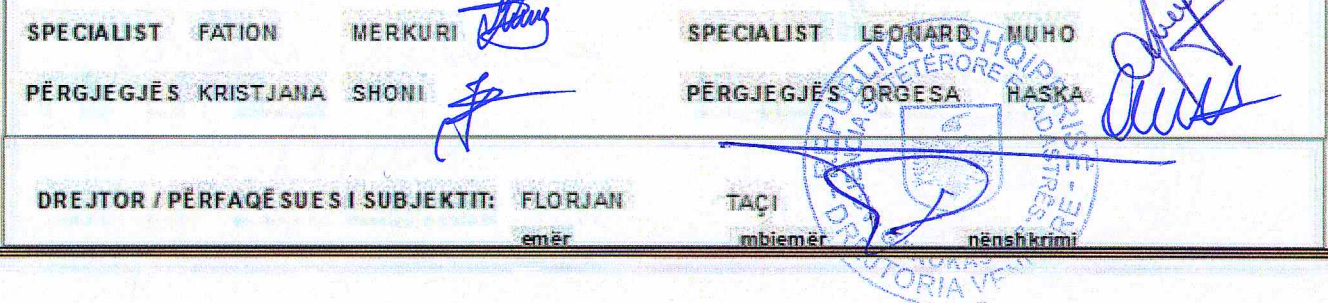 SPECIALIST FATION MERKURI SPECIALIST LEONARD MUHO
PËRGJEGJËS KRISTJANA SHONI PËRGJEGJËS ORGESA HASKA
DREJTOR / PËRFAQËSUES I SUBJEKTIT: FLORJAN TAÇI
emër mbiemër nënshkrimi
REPUBLIKA E SHQIPËRISË